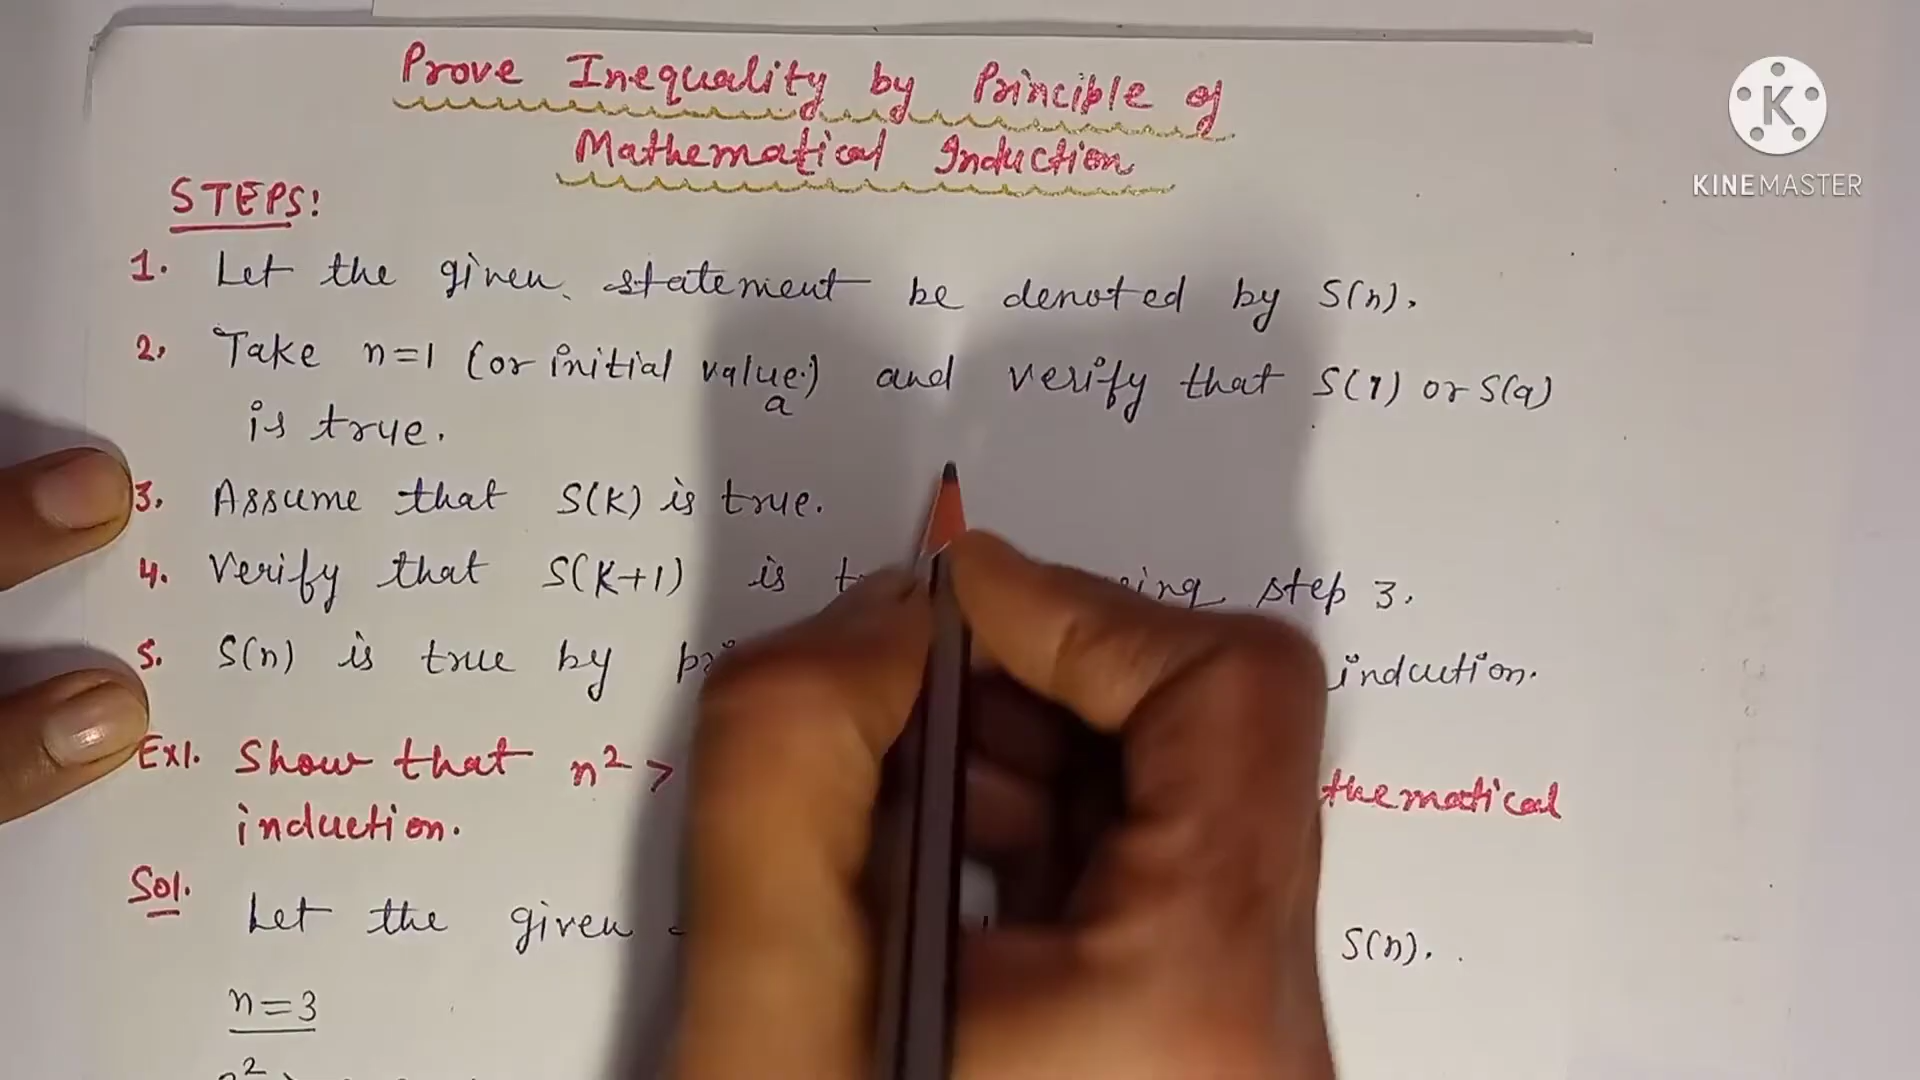 Prove Inequality by Principle of
Mathematical Induction
STEPS:
1. Let the given statement be denoted by S(n).
2. Take n=1 (or initial value) and verify that S(1) or S(a)
a
is true.
3. Assume that S(K) is true.
4. Verify that S(K+1) is step 3.
5. S(n) is true by indcution.
Ex1. Show that n² > thematical
induction.
Sol.
Let the given S(n).
n=3
KINEMASTER